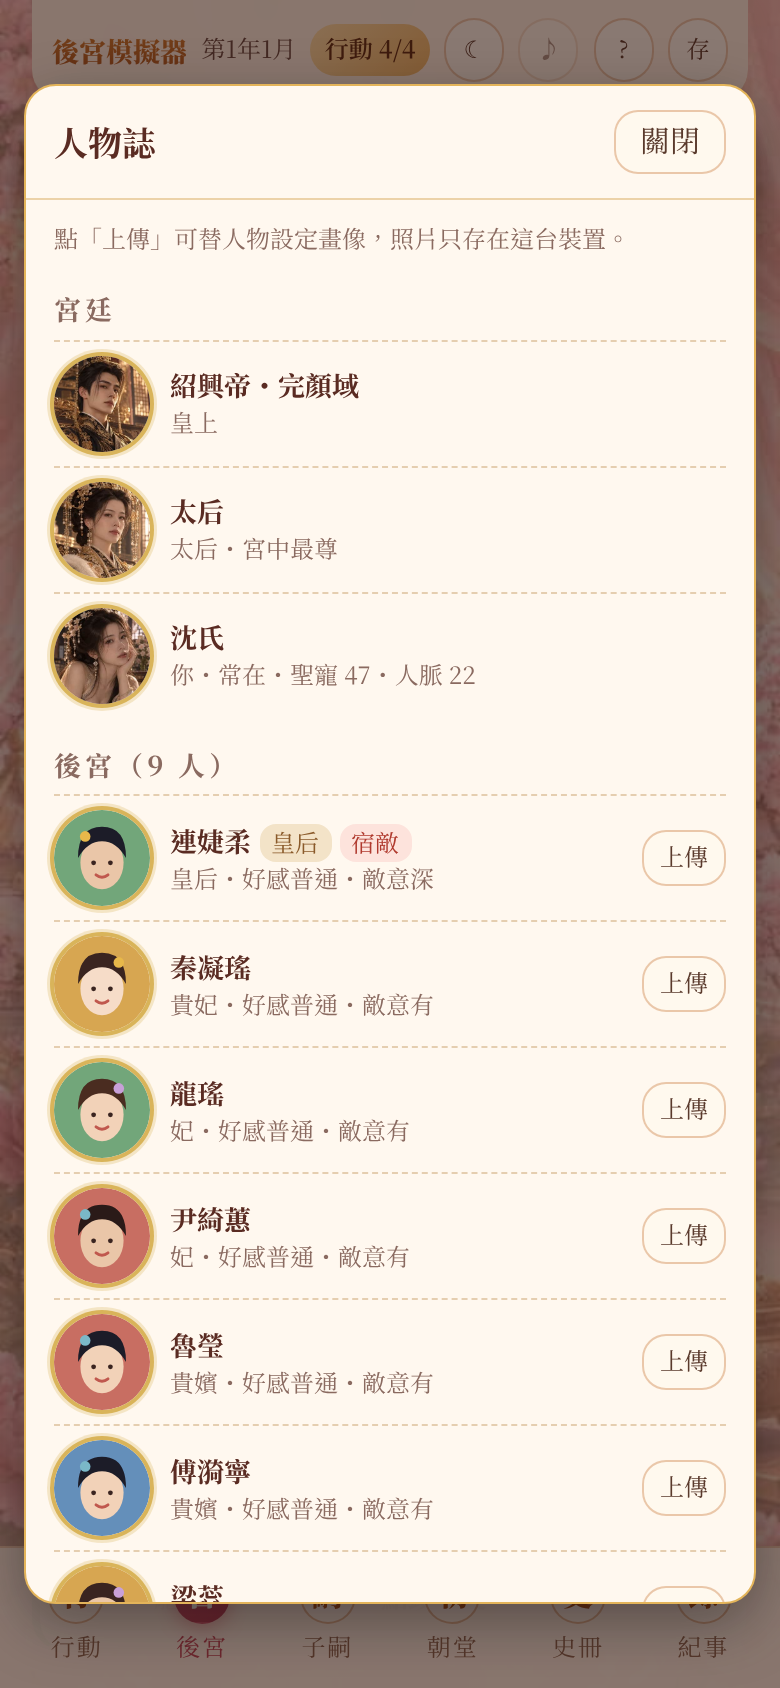 後宮模擬器 第1年1月 行動 4/4 ☾ ♪ ? 存
人物誌 關閉
點「上傳」可替人物設定畫像，照片只存在這台裝置。
宮廷
紹興帝・完顏域
皇上
太后
太后・宮中最尊
沈氏
你・常在・聖寵 47・人脈 22
後宮（9 人）
連婕柔 皇后 宿敵
皇后・好感普通・敵意深
上傳
秦凝瑤
貴妃・好感普通・敵意有
上傳
龍瑤
妃・好感普通・敵意有
上傳
尹綺蕙
妃・好感普通・敵意有
上傳
魯瑩
貴嬪・好感普通・敵意有
上傳
傅漪寧
貴嬪・好感普通・敵意有
上傳
行動 後宮 子嗣 朝堂 史冊 紀事